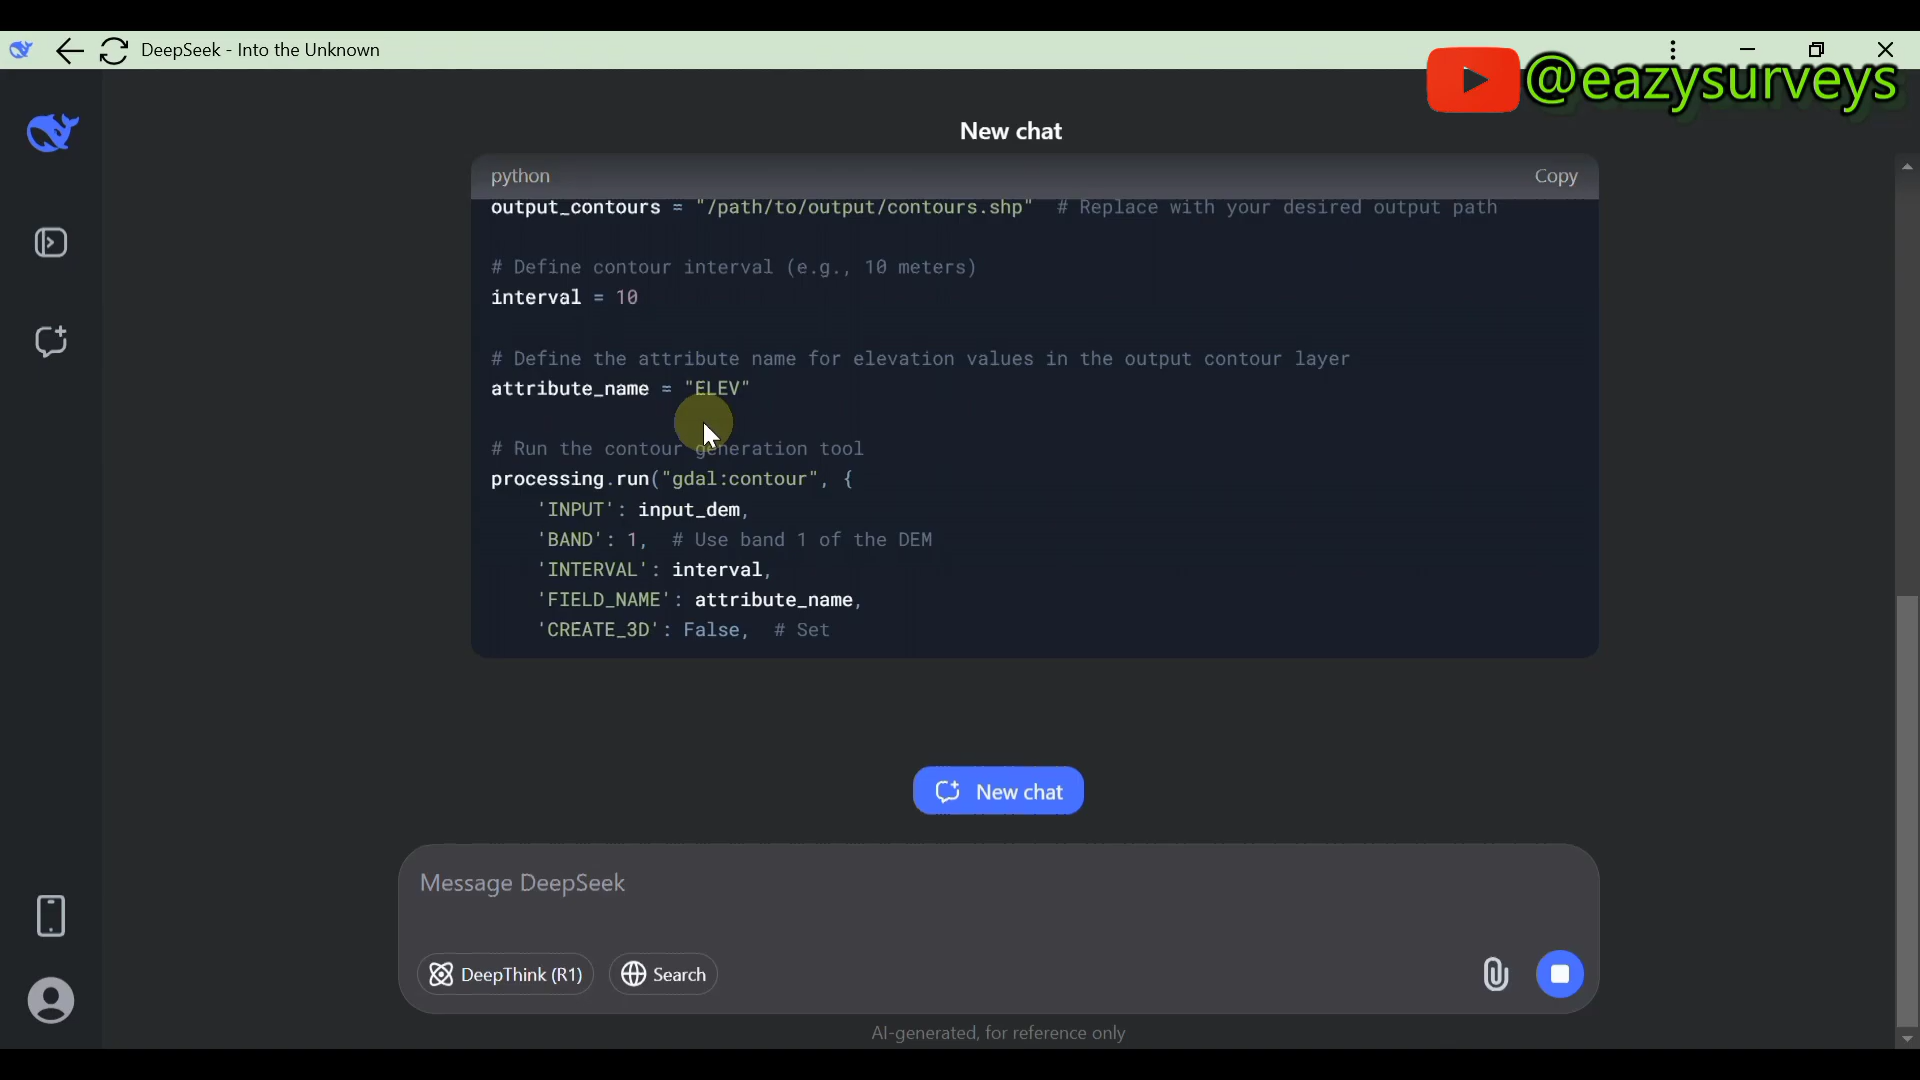 DeepSeek - Into the Unknown
@eazysurveys
New chat
python
Copy
output_contours = "/path/to/output/contours.shp"  # Replace with your desired output path
# Define contour interval (e.g., 10 meters)
interval = 10
# Define the attribute name for elevation values in the output contour layer
attribute_name = "ELEV"
# Run the contour generation tool
processing.run("gdal:contour", {
'INPUT': input_dem,
'BAND': 1,  # Use band 1 of the DEM
'INTERVAL': interval,
'FIELD_NAME': attribute_name,
'CREATE_3D': False,  # Set
New chat
Message DeepSeek
DeepThink (R1)
Search
AI-generated, for reference only